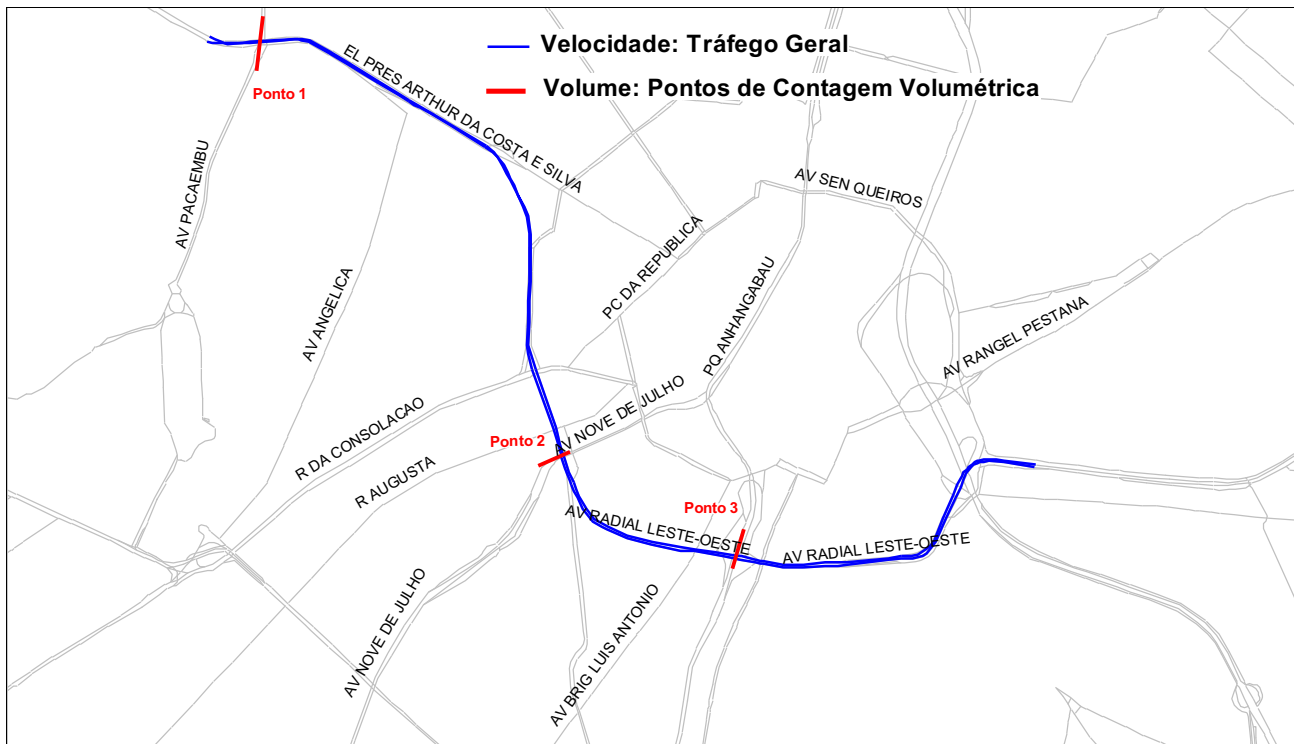 Velocidade: Tráfego Geral
Volume: Pontos de Contagem Volumétrica
Ponto 1
EL PRES ARTHUR DA COSTA E SILVA
AV PACAEMBU
AV SEN QUEIROS
PC DA REPUBLICA
AV ANGELICA
PQ ANHANGABAU
AV RANGEL PESTANA
AV NOVE DE JULHO
R DA CONSOLACAO
Ponto 2
R AUGUSTA
Ponto 3
AV RADIAL LESTE-OESTE
AV RADIAL LESTE-OESTE
AV NOVE DE JULHO
AV BRIG LUIS ANTONIO